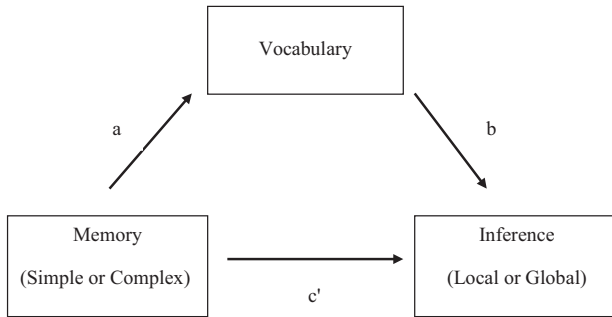 Vocabulary
a
b
Memory
(Simple or Complex)
Inference
(Local or Global)
c'